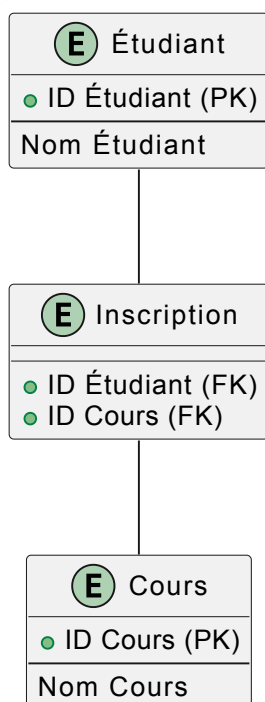 E Étudiant
ID Étudiant (PK)
Nom Étudiant
E Inscription
ID Étudiant (FK)
ID Cours (FK)
E Cours
ID Cours (PK)
Nom Cours